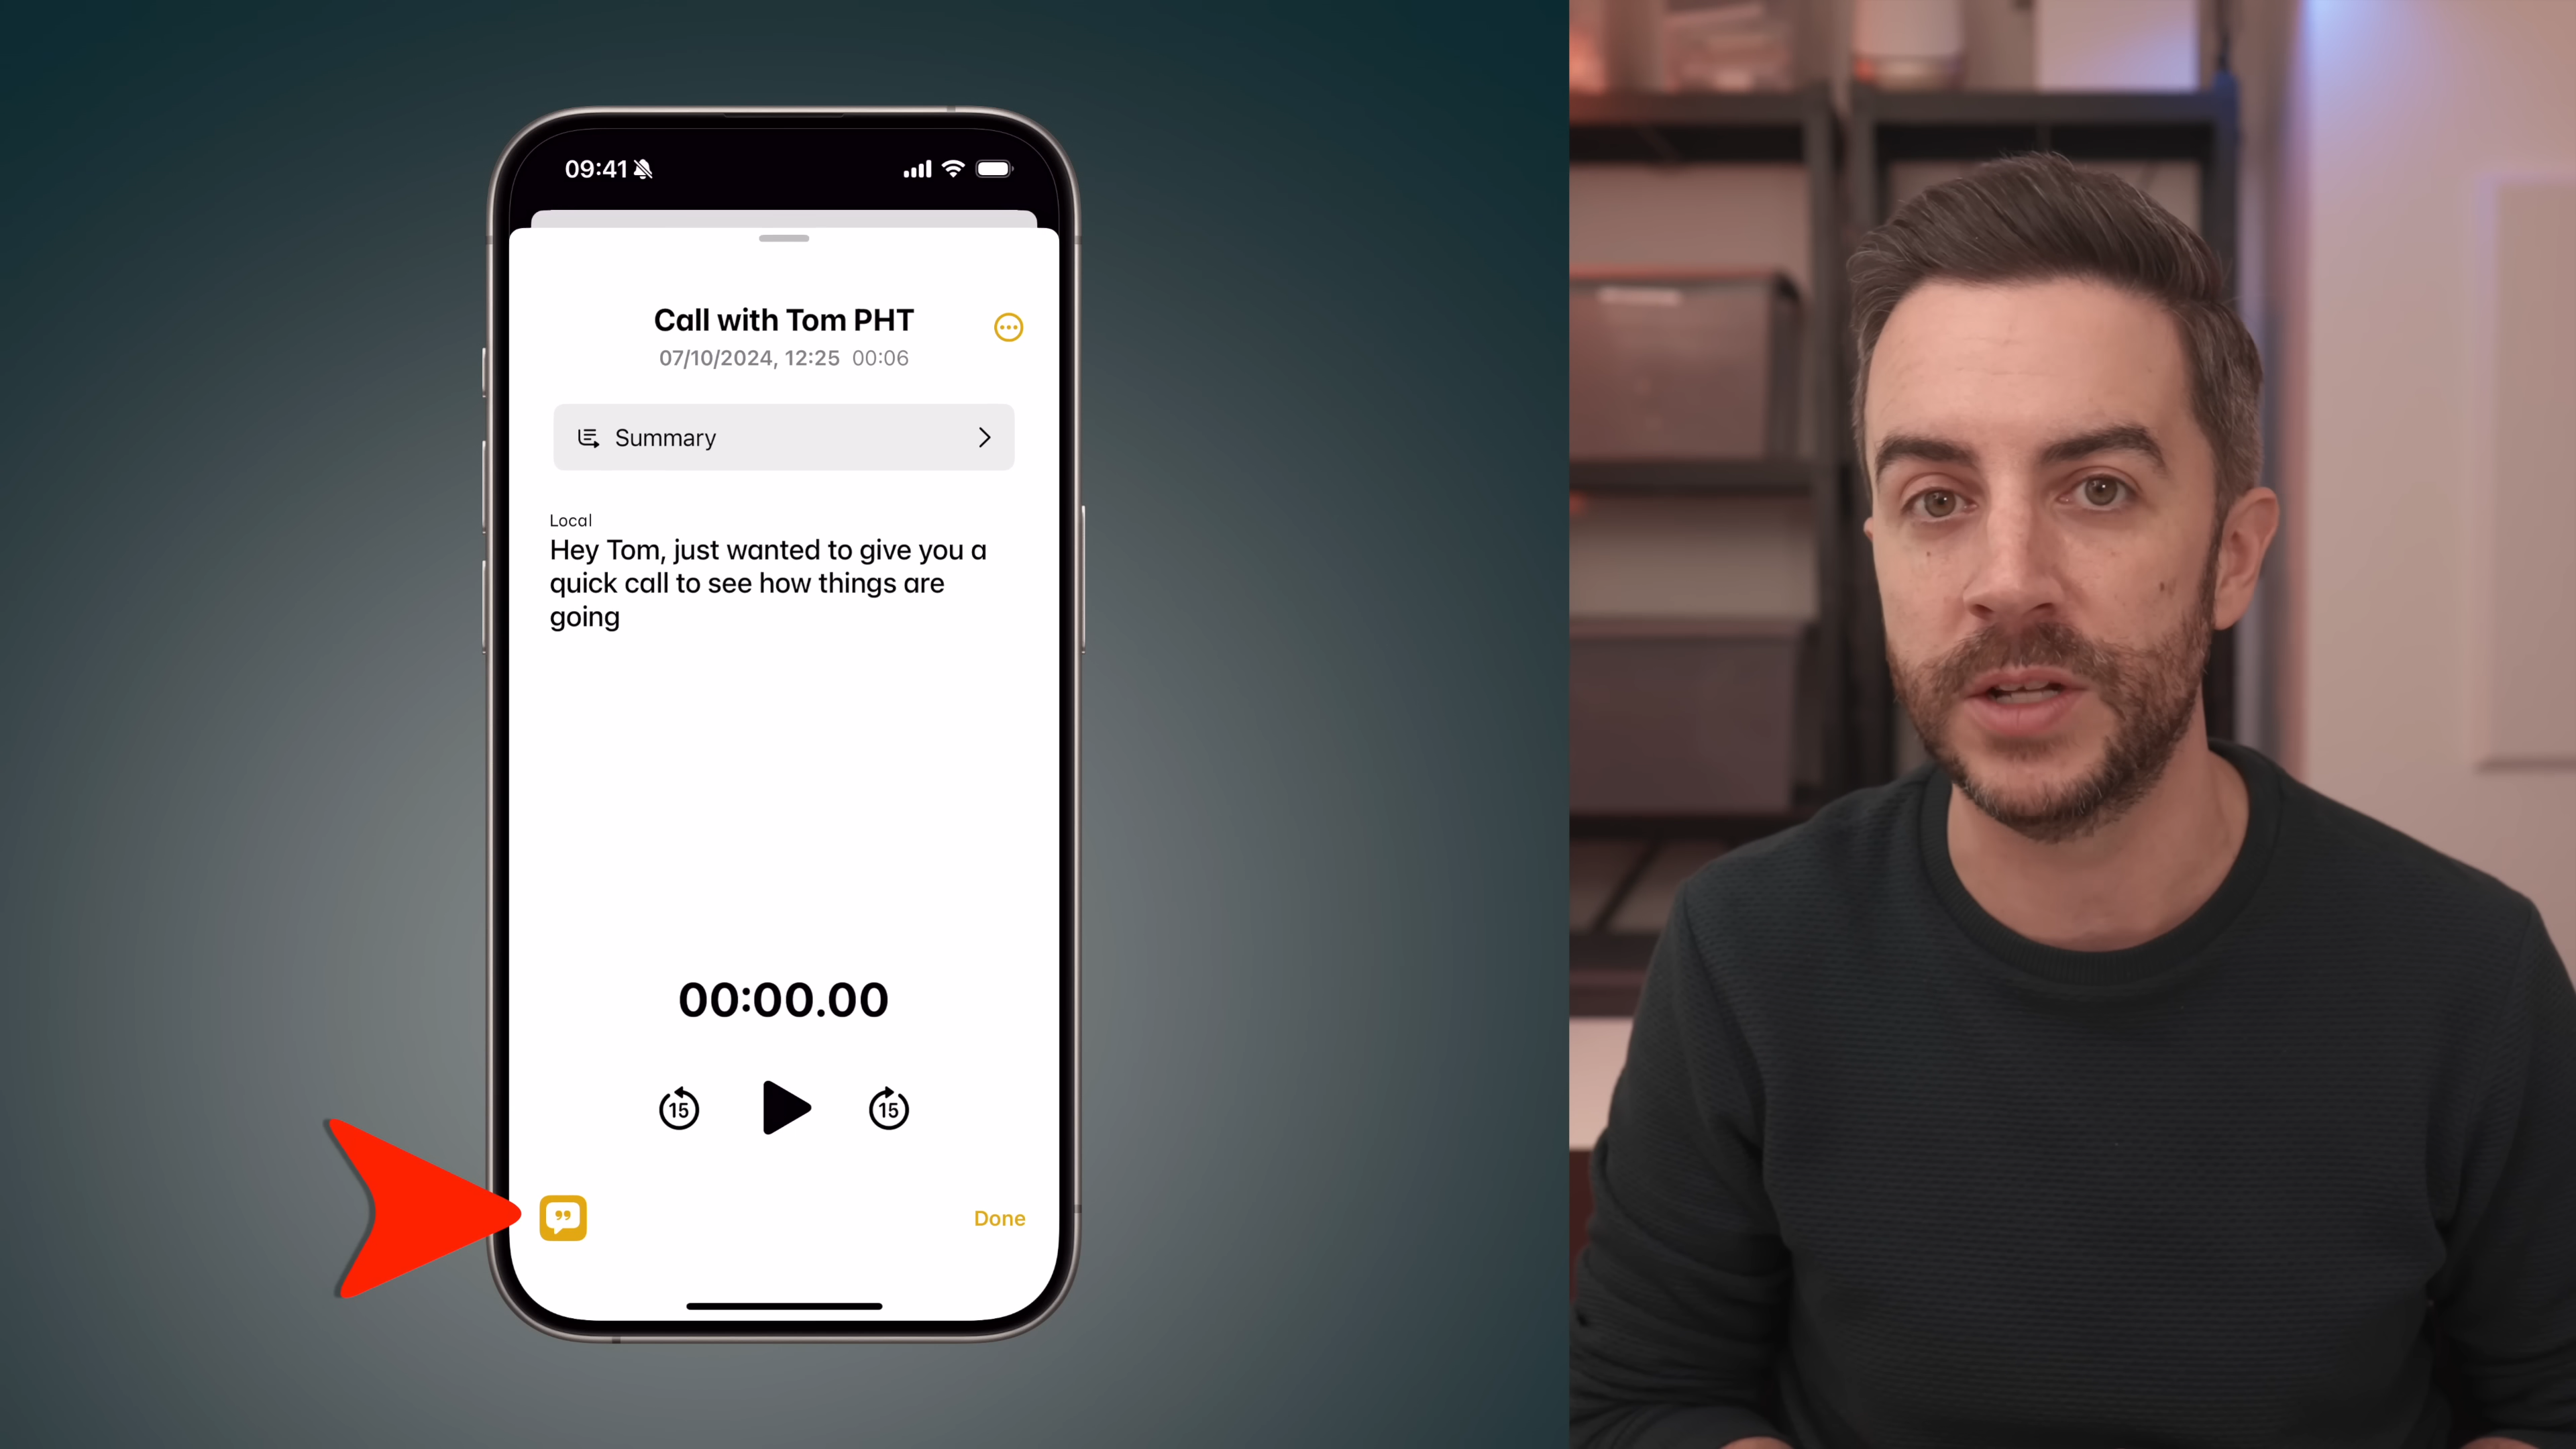 09:41
Call with Tom PHT
07/10/2024, 12:25 00:06
Summary
Local
Hey Tom, just wanted to give you a
quick call to see how things are
going
00:00.00
15
15
Done